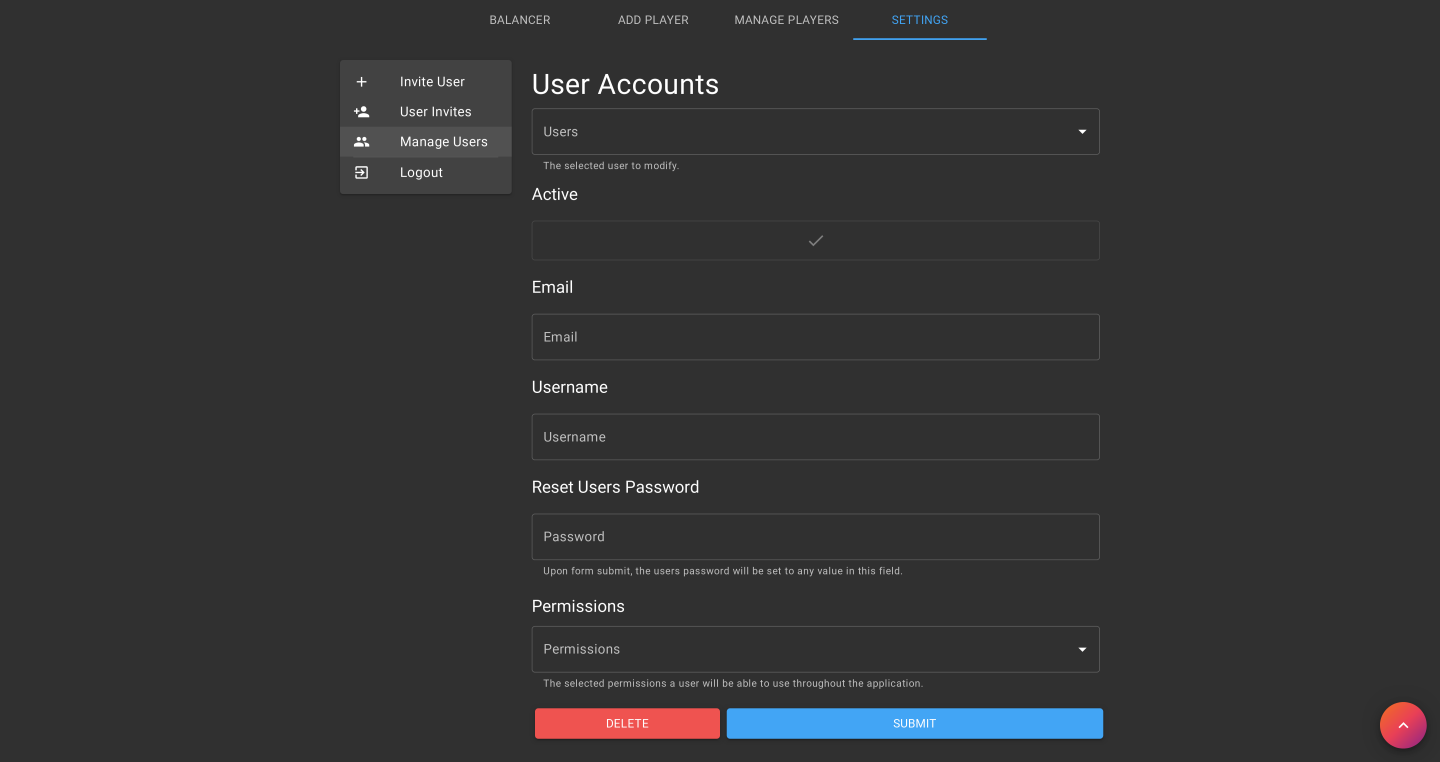 BALANCER
ADD PLAYER
MANAGE PLAYERS
SETTINGS
Invite User
User Invites
Manage Users
Logout
User Accounts
Users
The selected user to modify.
Active
Email
Email
Username
Username
Reset Users Password
Password
Upon form submit, the users password will be set to any value in this field.
Permissions
Permissions
The selected permissions a user will be able to use throughout the application.
DELETE
SUBMIT